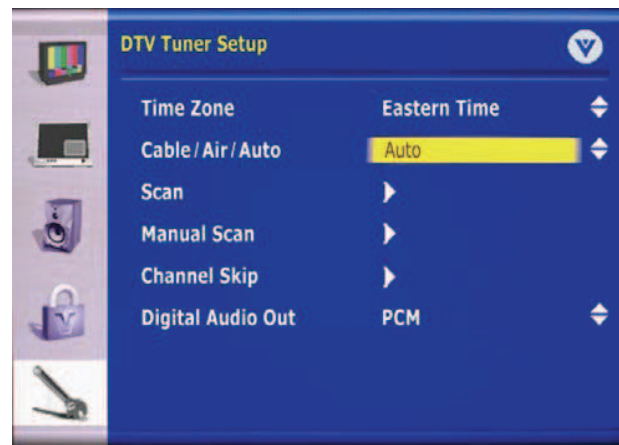 DTV Tuner Setup
Time Zone Eastern Time
Cable/Air/Auto Auto
Scan
Manual Scan
Channel Skip
Digital Audio Out PCM